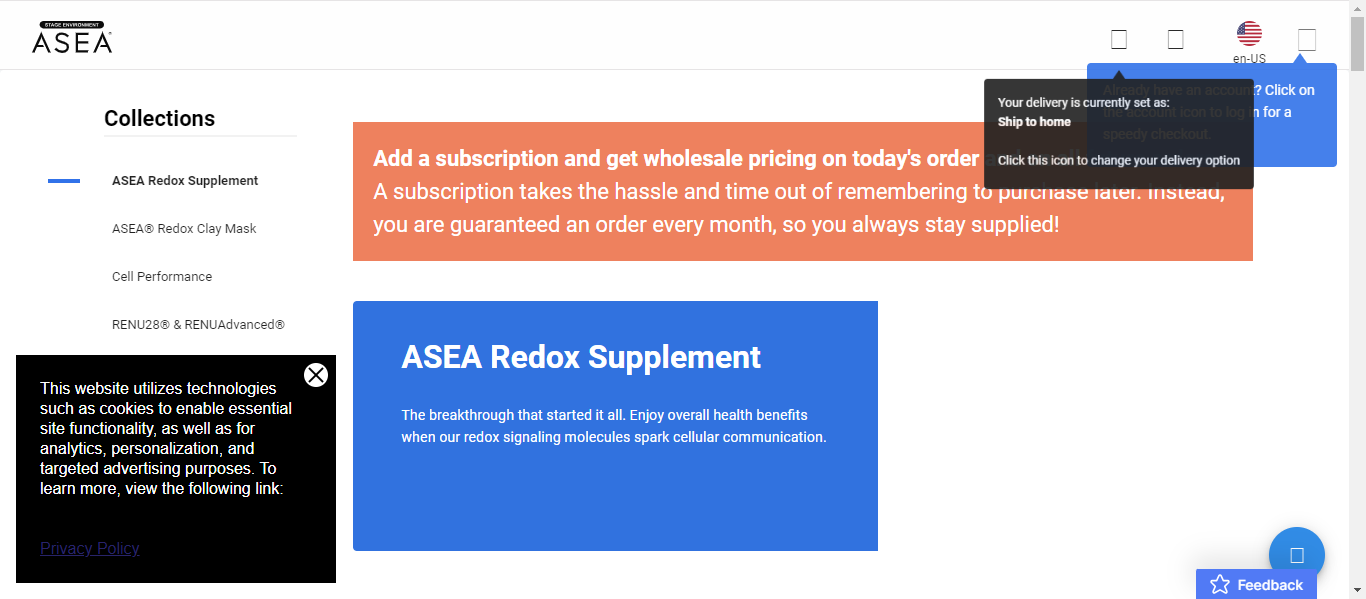 STAGE ENVIRONMENT
ASEA
en-US
Already have an account? Click on
the account icon to log in for a
speedy checkout.
Your delivery is currently set as:
Ship to home
Click this icon to change your delivery option
Collections
ASEA Redox Supplement
ASEA® Redox Clay Mask
Cell Performance
RENU28® & RENUAdvanced®
Add a subscription and get wholesale pricing on today's order
A subscription takes the hassle and time out of remembering to purchase later. Instead,
you are guaranteed an order every month, so you always stay supplied!
ASEA Redox Supplement
The breakthrough that started it all. Enjoy overall health benefits
when our redox signaling molecules spark cellular communication.
This website utilizes technologies
such as cookies to enable essential
site functionality, as well as for
analytics, personalization, and
targeted advertising purposes. To
learn more, view the following link:
Privacy Policy
Feedback